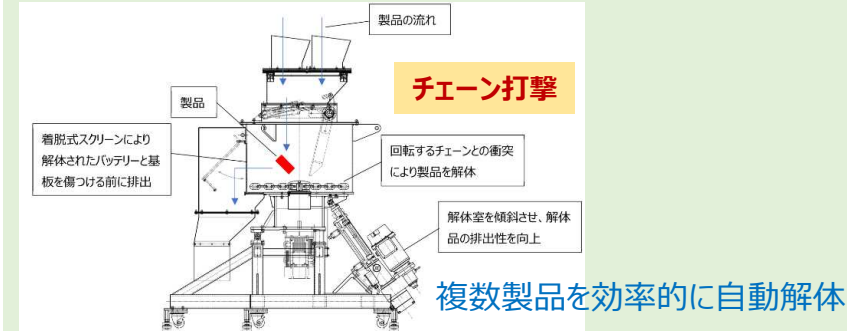 製品の流れ
チェーン打撃
製品
着脱式スクリーンにより
解体されたバッテリーと基
板を傷つける前に排出
回転するチェーンとの衝突
により製品を解体
解体室を傾斜させ、解体
品の排出性を向上
複数製品を効率的に自動解体